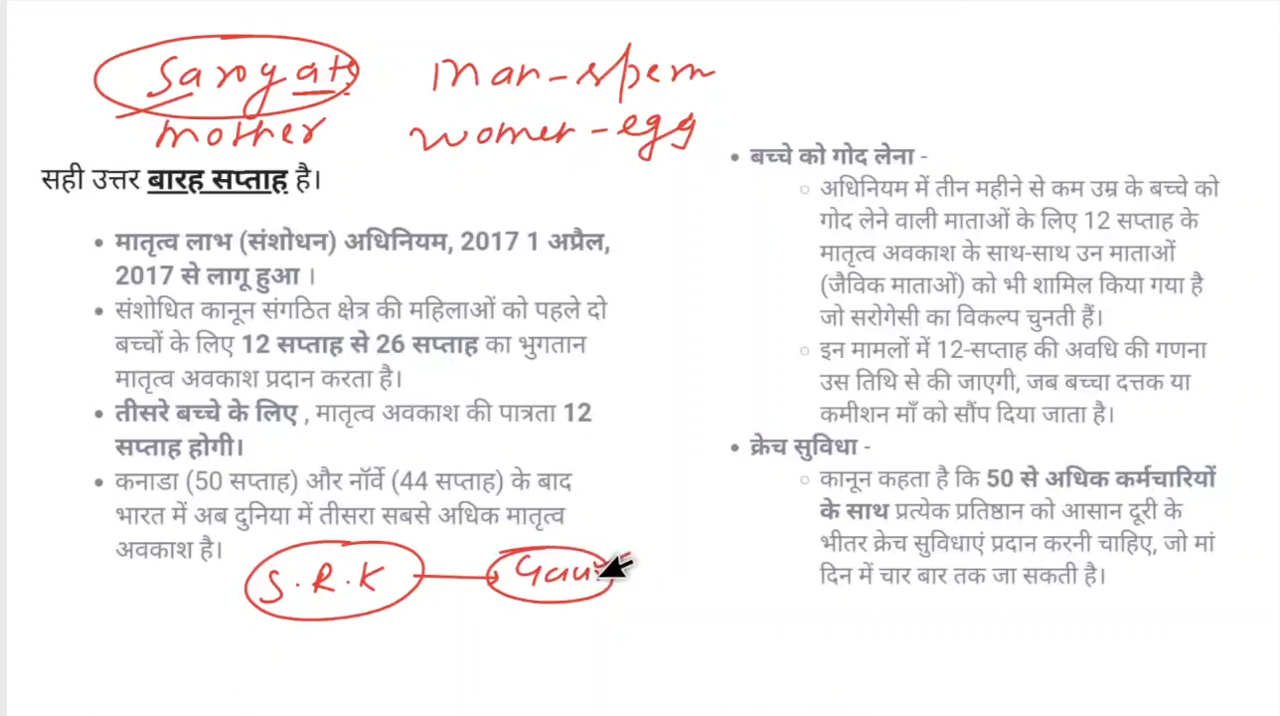 Sarogate
mother
man-sperm
women-egg
सही उत्तर बारह सप्ताह है।
• मातृत्व लाभ (संशोधन) अधिनियम, 2017 1 अप्रैल,
2017 से लागू हुआ ।
• संशोधित कानून संगठित क्षेत्र की महिलाओं को पहले दो
बच्चों के लिए 12 सप्ताह से 26 सप्ताह का भुगतान
मातृत्व अवकाश प्रदान करता है।
• तीसरे बच्चे के लिए , मातृत्व अवकाश की पात्रता 12
सप्ताह होगी।
• कनाडा (50 सप्ताह) और नॉर्वे (44 सप्ताह) के बाद
भारत में अब दुनिया में तीसरा सबसे अधिक मातृत्व
अवकाश है।
S.R.K
Gau
• बच्चे को गोद लेना -
○ अधिनियम में तीन महीने से कम उम्र के बच्चे को
गोद लेने वाली माताओं के लिए 12 सप्ताह के
मातृत्व अवकाश के साथ-साथ उन माताओं
(जैविक माताओं) को भी शामिल किया गया है
जो सरोगेसी का विकल्प चुनती हैं।
○ इन मामलों में 12-सप्ताह की अवधि की गणना
उस तिथि से की जाएगी, जब बच्चा दत्तक या
कमीशन माँ को सौंप दिया जाता है।
• क्रेच सुविधा -
○ कानून कहता है कि 50 से अधिक कर्मचारियों
के साथ प्रत्येक प्रतिष्ठान को आसान दूरी के
भीतर क्रेच सुविधाएं प्रदान करनी चाहिए, जो मां
दिन में चार बार तक जा सकती है।